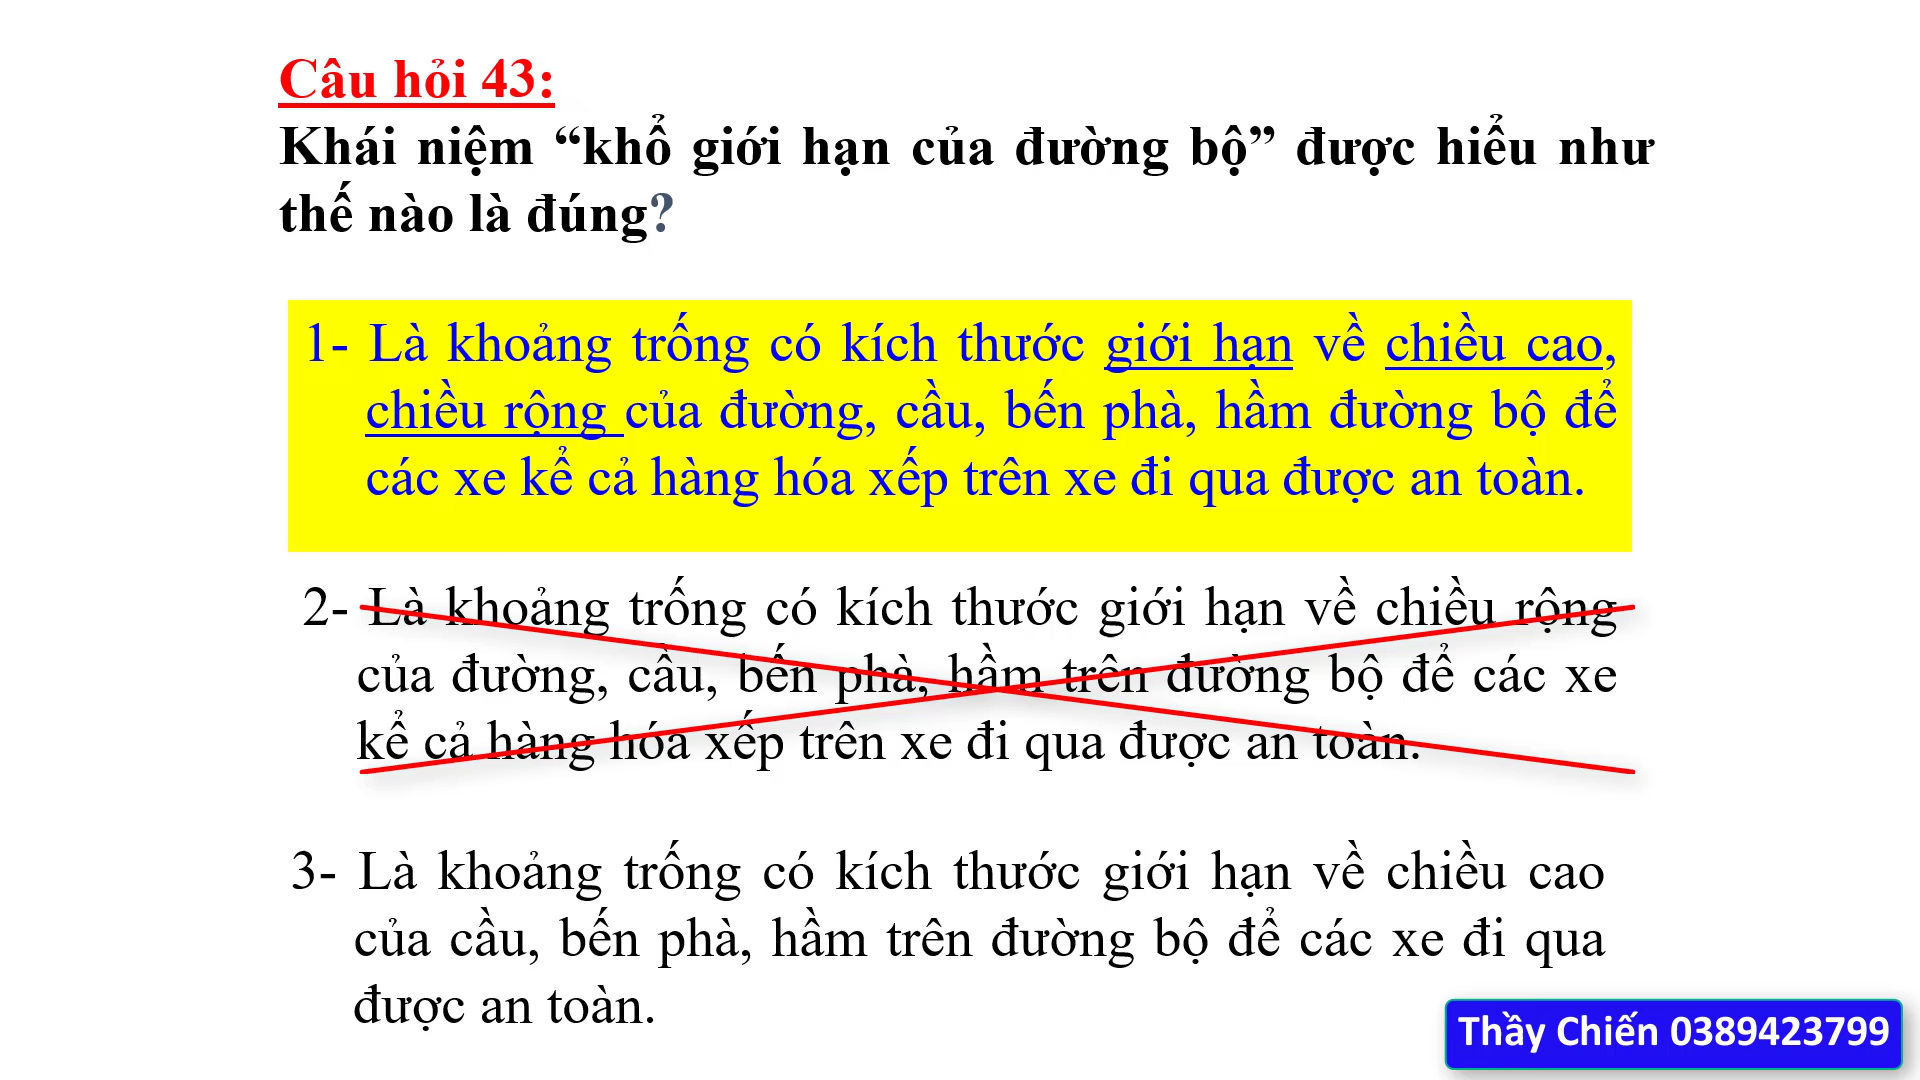 Câu hỏi 43:
Khái niệm “khổ giới hạn của đường bộ” được hiểu như
thế nào là đúng?
1- Là khoảng trống có kích thước giới hạn về chiều cao,
chiều rộng của đường, cầu, bến phà, hầm đường bộ để
các xe kể cả hàng hóa xếp trên xe đi qua được an toàn.
2- Là khoảng trống có kích thước giới hạn về chiều rộng
của đường, cầu, bến phà, hầm trên đường bộ để các xe
kể cả hàng hóa xếp trên xe đi qua được an toàn.
3- Là khoảng trống có kích thước giới hạn về chiều cao
của cầu, bến phà, hầm trên đường bộ để các xe đi qua
được an toàn.
Thầy Chiến 0389423799